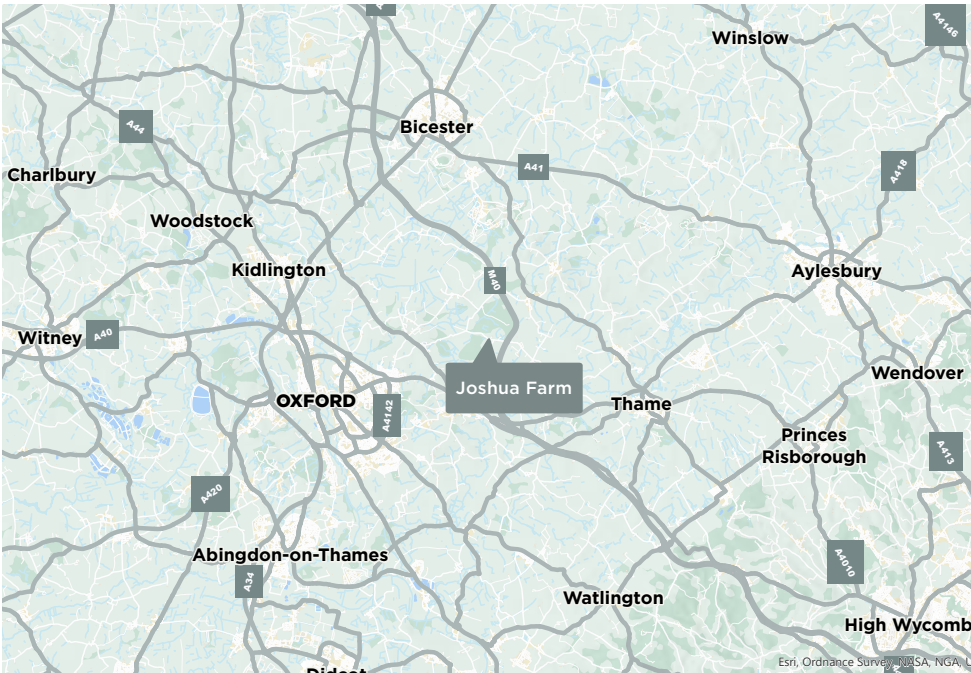 Winslow
A4146
Bicester
A44
A41
A418
Charlbury
Woodstock
Kidlington
M40
Aylesbury
Witney
A40
Joshua Farm
Wendover
OXFORD
A4142
Thame
Princes
Risborough
A413
A420
Abingdon-on-Thames
A34
A4010
Watlington
High Wycomb
Esri, Ordnance Survey, NASA, NGA, U
Didcot